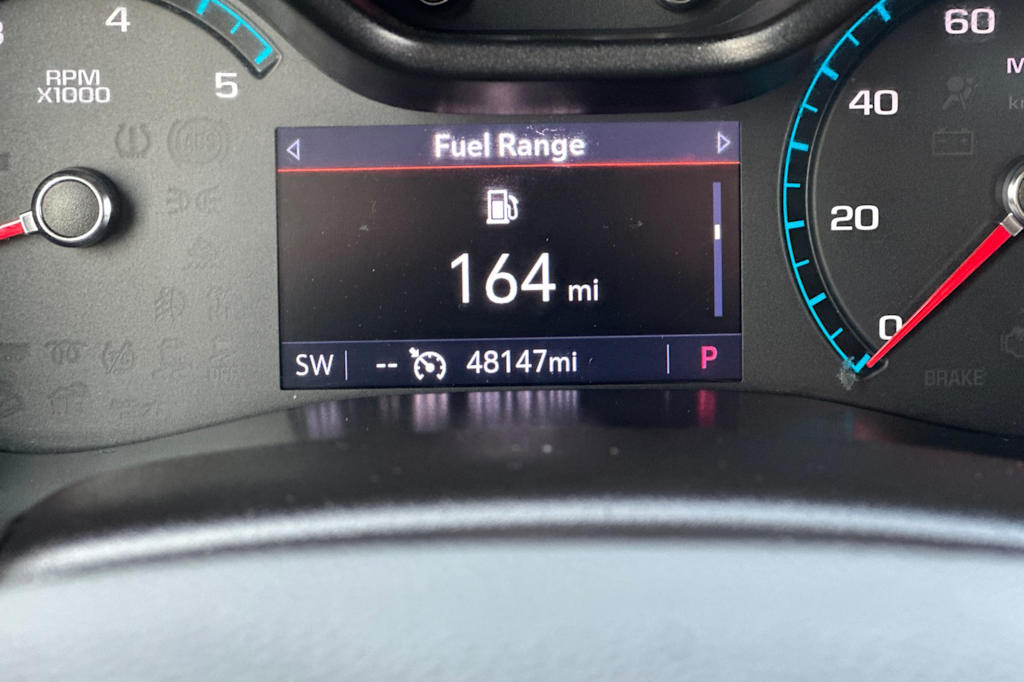 4
5
RPM
X1000
Fuel Range
164 mi
SW -- 48147mi P
60
40
20
0
BRAKE